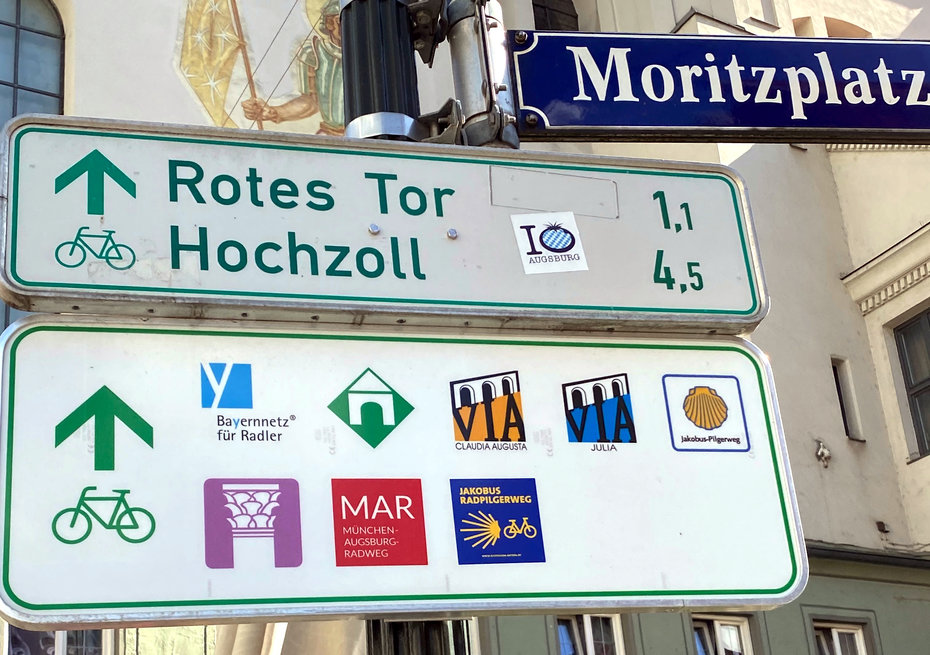 Moritzplatz
Rotes Tor 1,1
I AUGSBURG
Hochzoll 4,5
y
Bayernnetz®
für Radler
VIA
CLAUDIA AUGUSTA
VIA
JULIA
Jakobus-Pilgerweg
MAR
MÜNCHEN-
AUGSBURG-
RADWEG
JAKOBUS
RADPILGERWEG